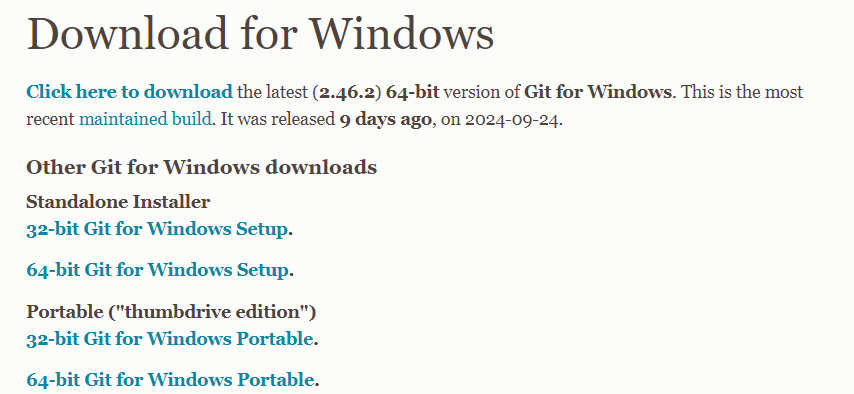 Download for Windows
Click here to download the latest (2.46.2) 64-bit version of Git for Windows. This is the most
recent maintained build. It was released 9 days ago, on 2024-09-24.
Other Git for Windows downloads
Standalone Installer
32-bit Git for Windows Setup.
64-bit Git for Windows Setup.
Portable ("thumbdrive edition")
32-bit Git for Windows Portable.
64-bit Git for Windows Portable.